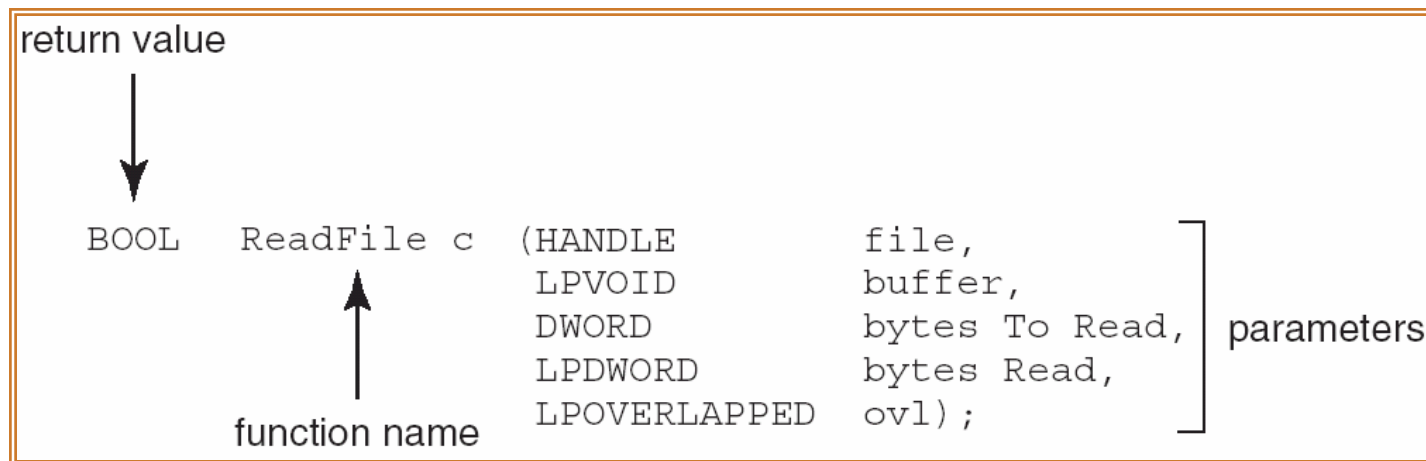 return value
BOOL ReadFile c (HANDLE file,
LPVOID buffer,
DWORD bytes To Read,
LPDWORD bytes Read,
LPOVERLAPPED ovl);
parameters
function name